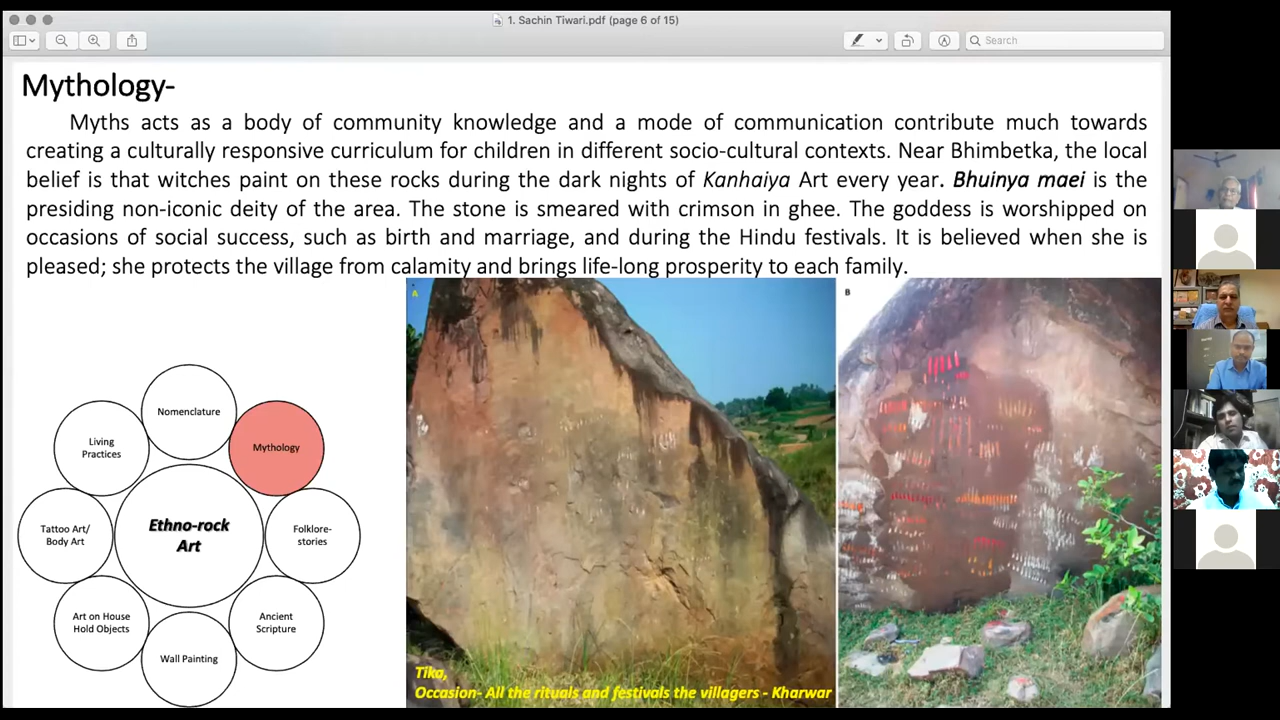 1. Sachin Tiwari.pdf (page 6 of 15)
Search
Mythology-
Myths acts as a body of community knowledge and a mode of communication contribute much towards
creating a culturally responsive curriculum for children in different socio-cultural contexts. Near Bhimbetka, the local
belief is that witches paint on these rocks during the dark nights of Kanhaiya Art every year. Bhuinya maei is the
presiding non-iconic deity of the area. The stone is smeared with crimson in ghee. The goddess is worshipped on
occasions of social success, such as birth and marriage, and during the Hindu festivals. It is believed when she is
pleased; she protects the village from calamity and brings life-long prosperity to each family.
Nomenclature
Mythology
Folklore-
stories
Ancient
Scripture
Wall Painting
Art on House
Hold Objects
Tattoo Art/
Body Art
Living
Practices
Ethno-rock
Art
A
Tika,
Occasion- All the rituals and festivals the villagers - Kharwar
B